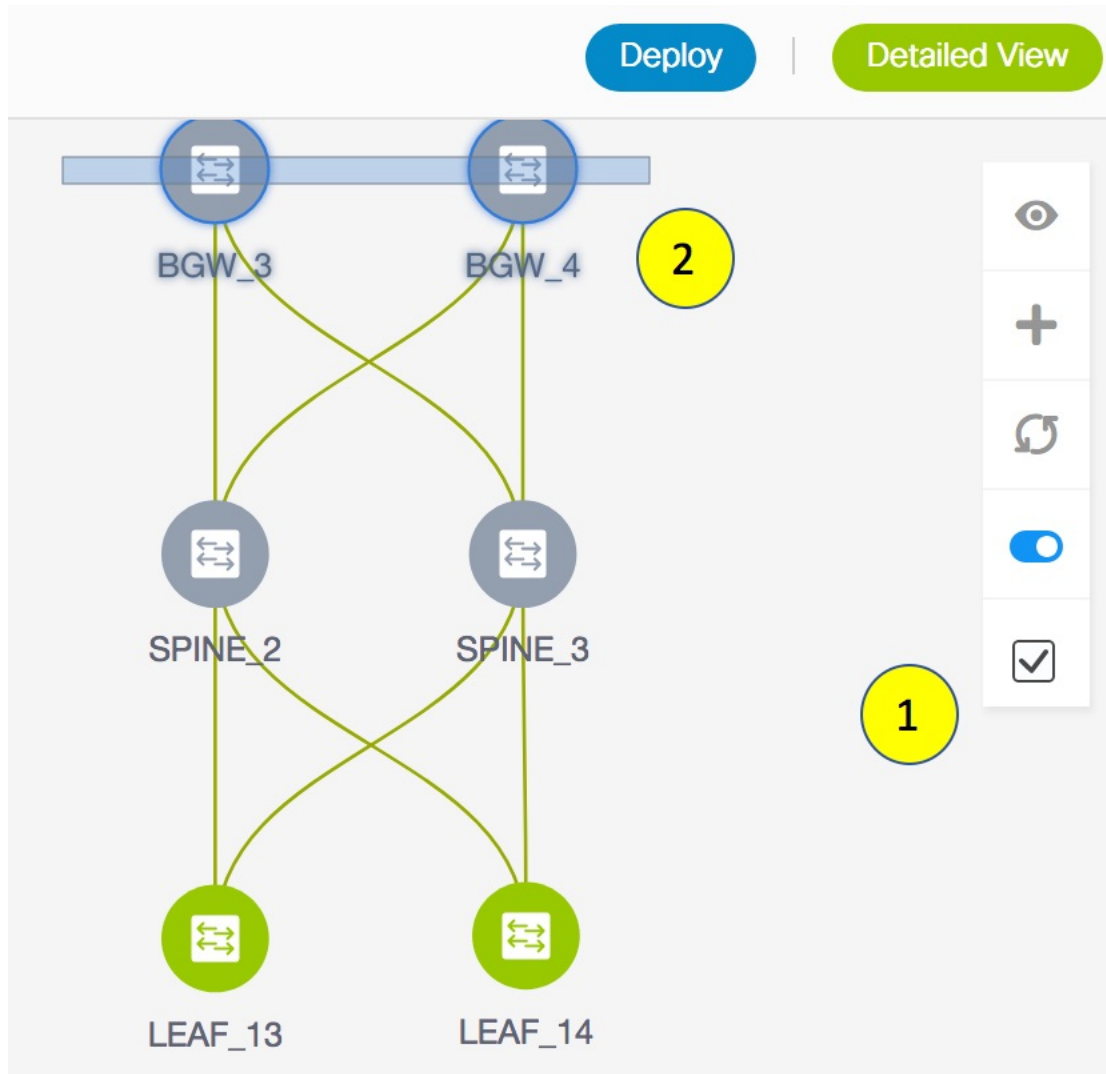 Deploy
Detailed View
BGW_3
BGW_4
2
SPINE_2
SPINE_3
1
LEAF_13
LEAF_14